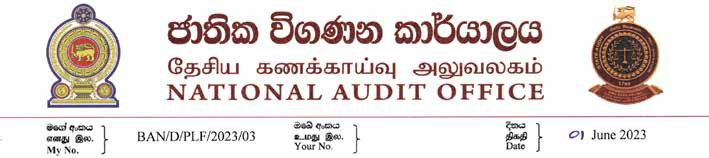 ජාතික විගණන කාර්යාලය
தேசிய கணக்காய்வு அலுவலகம்
NATIONAL AUDIT OFFICE
මගේ අංකය
எனது இல.
My No.
BAN/D/PLF/2023/03
ඔබේ අංකය
உமது இல.
Your No.
දිනය
திகதி
Date
01 June 2023